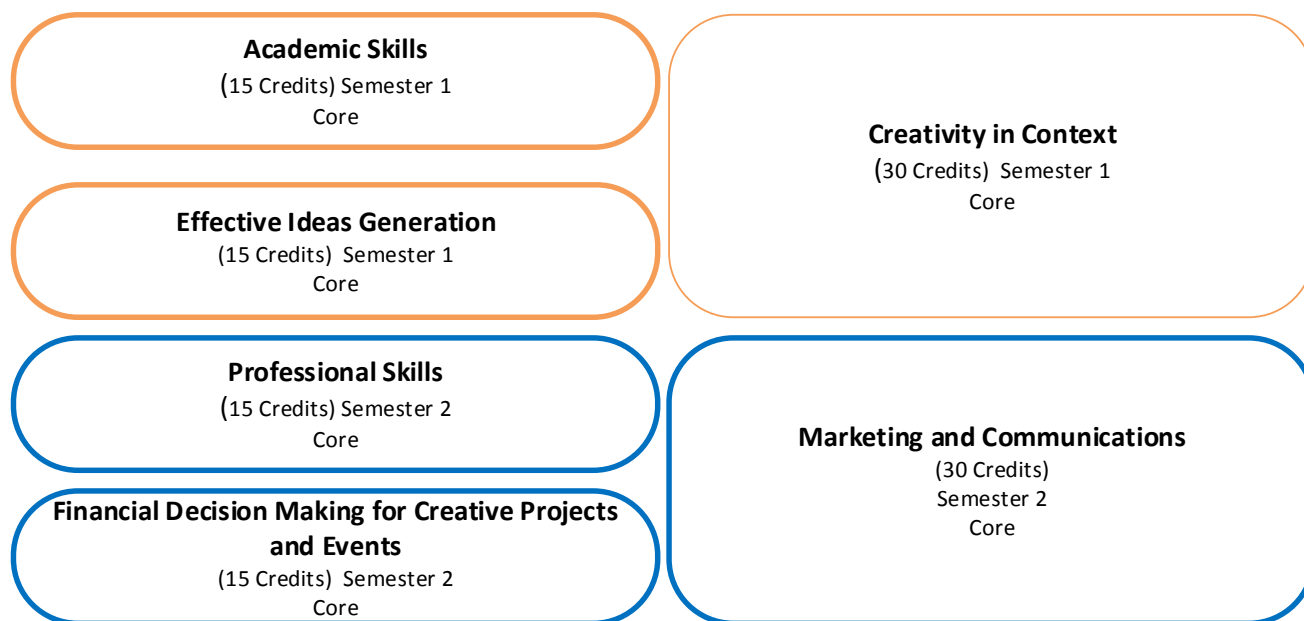 Academic Skills
(15 Credits) Semester 1
Core
Effective Ideas Generation
(15 Credits)  Semester 1
Core
Creativity in Context
(30 Credits)  Semester 1
Core
Professional Skills
(15 Credits) Semester 2
Core
Financial Decision Making for Creative Projects
and Events
(15 Credits)  Semester 2
Core
Marketing and Communications
(30 Credits)
Semester 2
Core